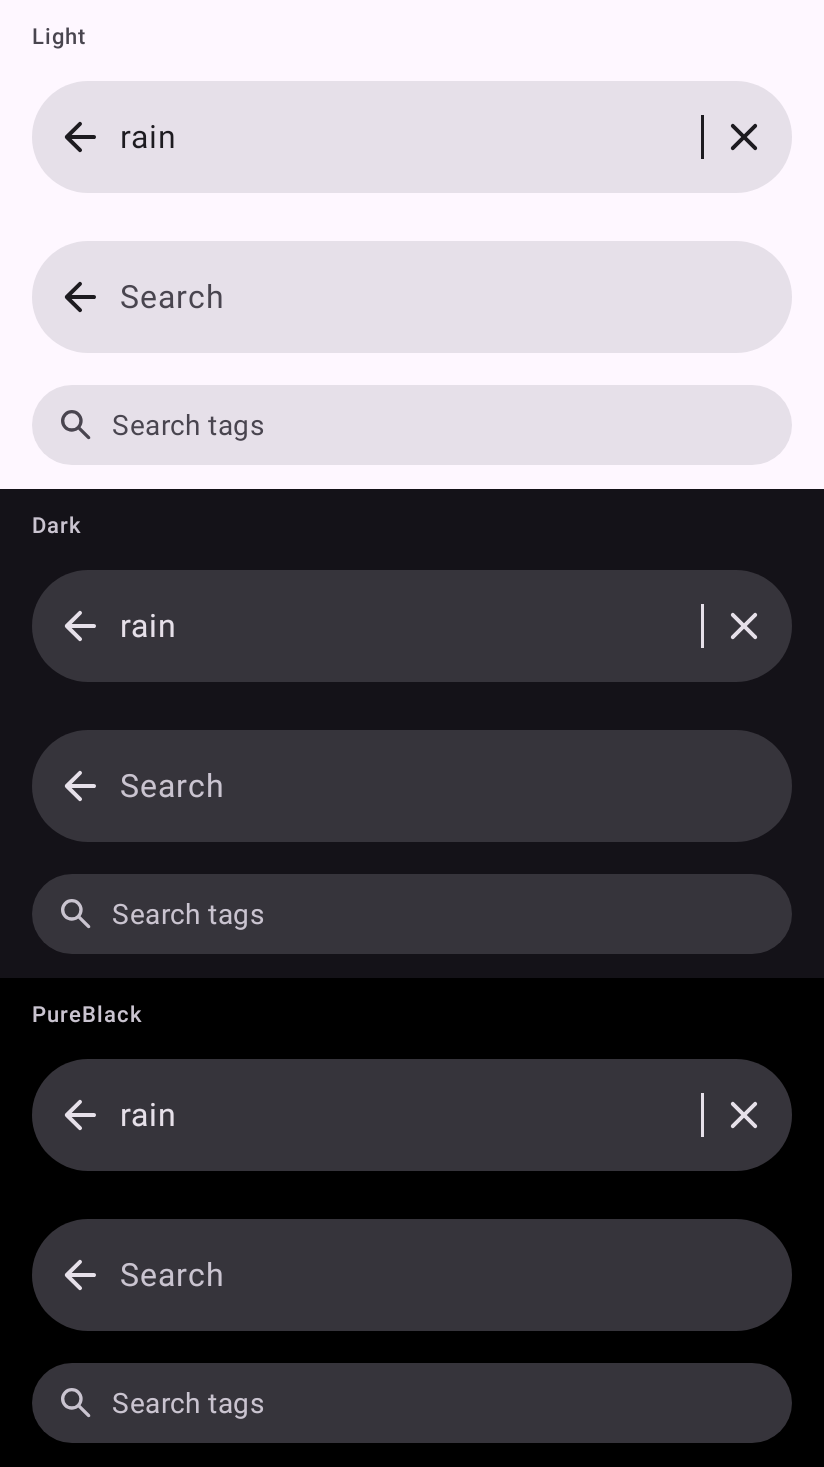 Light
rain
Search
Search tags
Dark
rain
Search
Search tags
PureBlack
rain
Search
Search tags